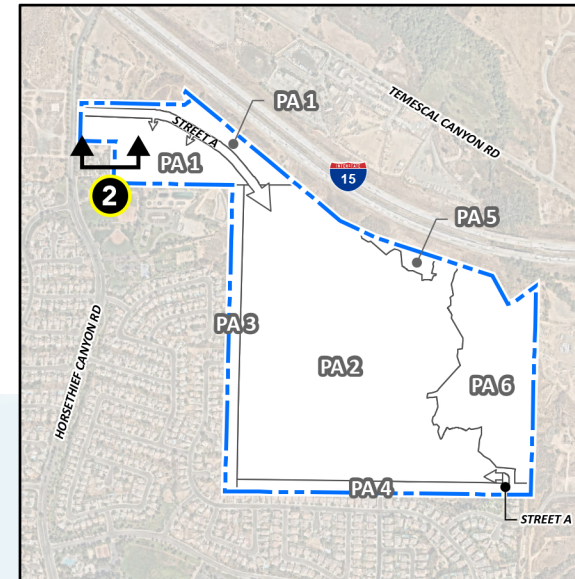 PA 1
TEMESCAL CANYON RD
STREET A
PA 1
INTERSTATE
15
2
PA 5
PA 3
PA 2
PA 6
HORSETHIEF CANYON RD
PA 4
STREET A